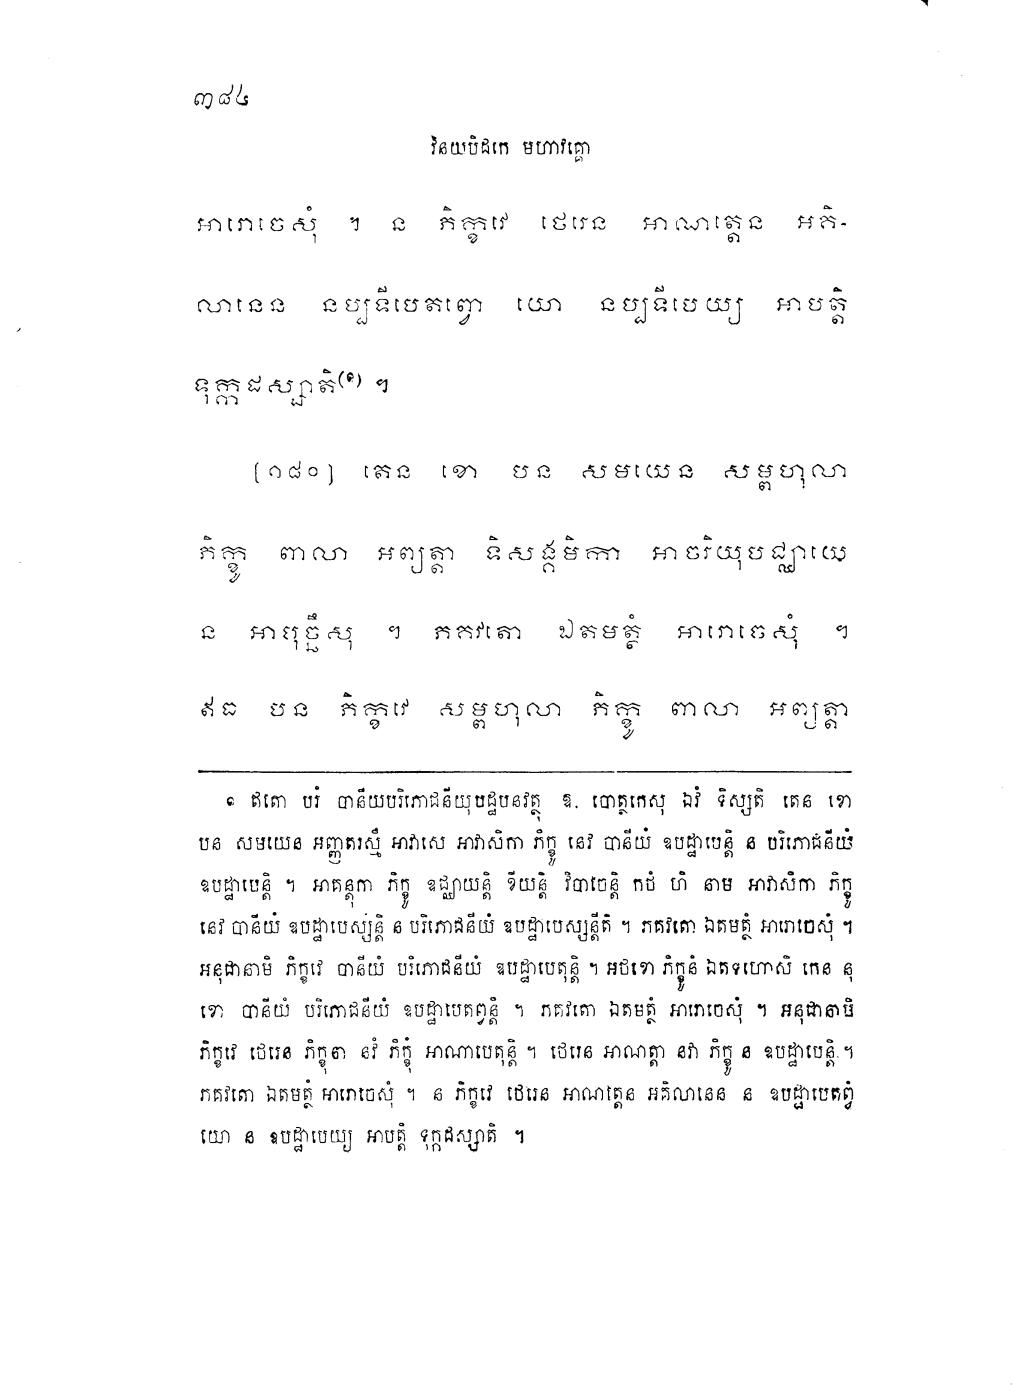 ៣៨៤
វិនយបិដកេ មហាវគ្គោ
អារោចេសុំ ។ ន ភិក្ខវេ ថេរេន អាណត្តេន អគិ-
លានេន នប្បទីបេតព្វោ យោ នប្បទីបេយ្យ អាបត្តិ
ទុក្កដស្សាតិ(១) ។
[១៨០] តេន ខោ បន សមយេន សម្ពហុលា
ភិក្ខូ ពាលា អព្យត្តា ទិសង្គមិកា អាចរិយុបជ្ឈាយេ
ន អាបុច្ឆឹសុ ។ ភគវតោ ឯតមត្ថំ អារោចេសុំ ។
ឥធ បន ភិក្ខវេ សម្ពហុលា ភិក្ខូ ពាលា អព្យត្តា
១ ឥតោ បរំ បានីយបរិភោជនីយុបដ្ឋបនវត្ថុ ឱ. បោត្ថកេសុ ឯវំ ទិស្សតិ តេន ខោ
បន សមយេន អញ្ញតរស្មឹ អាវាសេ អាវាសិកា ភិក្ខូ នេវ បានីយំ ឧបដ្ឋាបេន្តិ ន បរិភោជនីយំ
ឧបដ្ឋាបេន្តិ ។ អាគន្តុកា ភិក្ខូ ឧជ្ឈាយន្តិ ខីយន្តិ វិបាចេន្តិ កថំ ហិ នាម អាវាសិកា ភិក្ខូ
នេវ បានីយំ ឧបដ្ឋាបេស្សន្តិ ន បរិភោជនីយំ ឧបដ្ឋាបេស្សន្តីតិ ។ ភគវតោ ឯតមត្ថំ អារោចេសុំ ។
អនុជានាមិ ភិក្ខវេ បានីយំ បរិភោជនីយំ ឧបដ្ឋាបេតុន្តិ ។ អថខោ ភិក្ខូនំ ឯតទហោសិ កេន នុ
ខោ បានីយំ បរិភោជនីយំ ឧបដ្ឋាបេតព្វន្តិ ។ ភគវតោ ឯតមត្ថំ អារោចេសុំ ។ អនុជានាមិ
ភិក្ខវេ ថេរេន ភិក្ខុនា នវំ ភិក្ខុំ អាណាបេតុន្តិ ។ ថេរេន អាណត្តា នវា ភិក្ខូ ន ឧបដ្ឋាបេន្តិ ។
ភគវតោ ឯតមត្ថំ អារោចេសុំ ។ ន ភិក្ខវេ ថេរេន អាណត្តេន អគិលានេន ន ឧបដ្ឋាបេតព្វំ
យោ ន ឧបដ្ឋាបេយ្យ អាបត្តិ ទុក្កដស្សាតិ ។